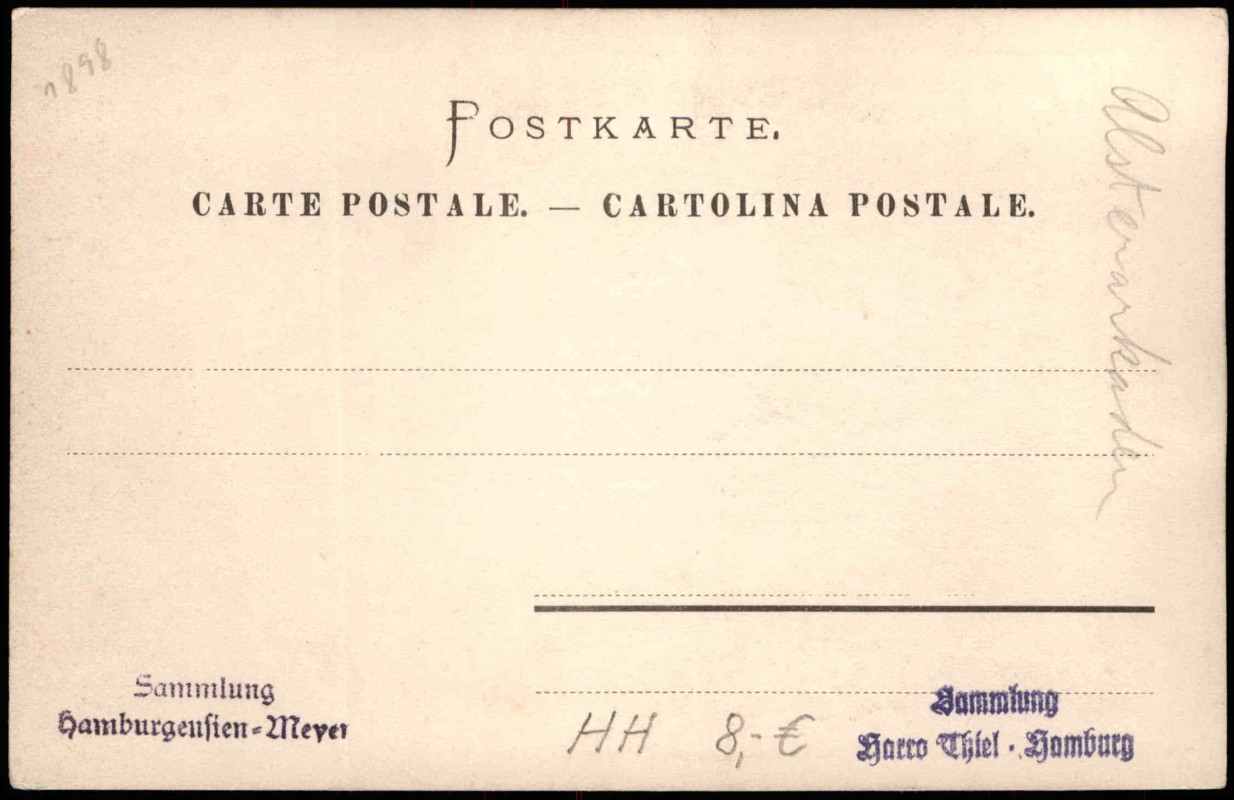 1898
POSTKARTE.
CARTE POSTALE. — CARTOLINA POSTALE.
Alsterarkaden
Sammlung
Hamburgensien-Meyer
HH 8,- €
Sammlung
Harro Thiel · Hamburg